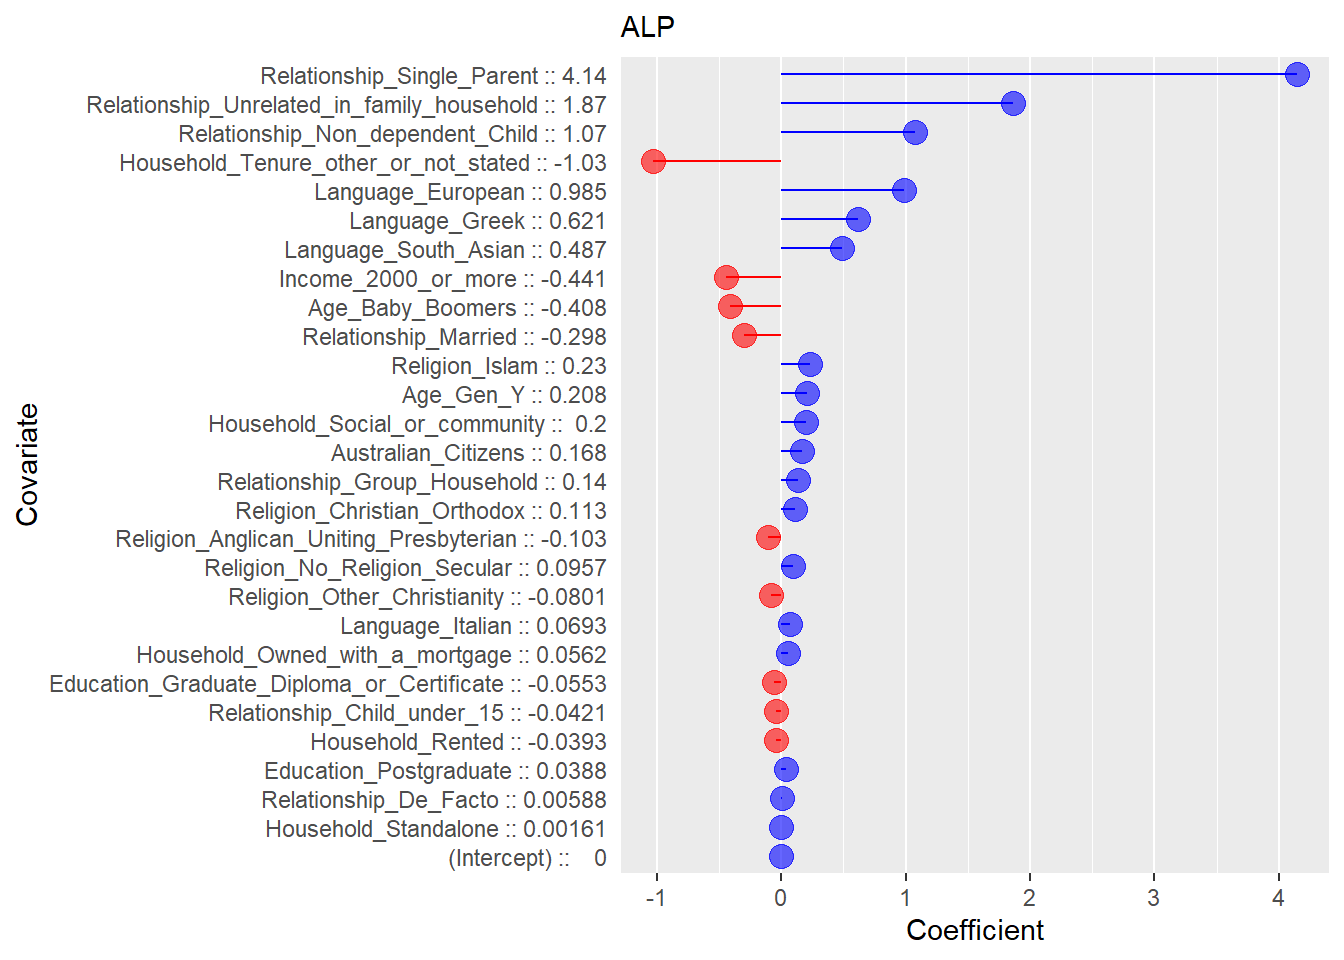 ALP
Relationship_Single_Parent :: 4.14
Relationship_Unrelated_in_family_household :: 1.87
Relationship_Non_dependent_Child :: 1.07
Household_Tenure_other_or_not_stated :: -1.03
Language_European :: 0.985
Language_Greek :: 0.621
Language_South_Asian :: 0.487
Income_2000_or_more :: -0.441
Age_Baby_Boomers :: -0.408
Relationship_Married :: -0.298
Religion_Islam :: 0.23
Age_Gen_Y :: 0.208
Household_Social_or_community ::  0.2
Australian_Citizens :: 0.168
Relationship_Group_Household :: 0.14
Religion_Christian_Orthodox :: 0.113
Religion_Anglican_Uniting_Presbyterian :: -0.103
Religion_No_Religion_Secular :: 0.0957
Religion_Other_Christianity :: -0.0801
Language_Italian :: 0.0693
Household_Owned_with_a_mortgage :: 0.0562
Education_Graduate_Diploma_or_Certificate :: -0.0553
Relationship_Child_under_15 :: -0.0421
Household_Rented :: -0.0393
Education_Postgraduate :: 0.0388
Relationship_De_Facto :: 0.00588
Household_Standalone :: 0.00161
(Intercept) ::    0
Covariate
-1 0 1 2 3 4
Coefficient